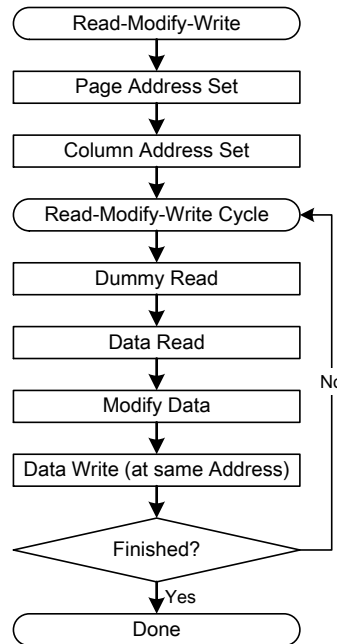 Read-Modify-Write
Page Address Set
Column Address Set
Read-Modify-Write Cycle
Dummy Read
Data Read
No
Modify Data
Data Write (at same Address)
Finished?
Yes
Done